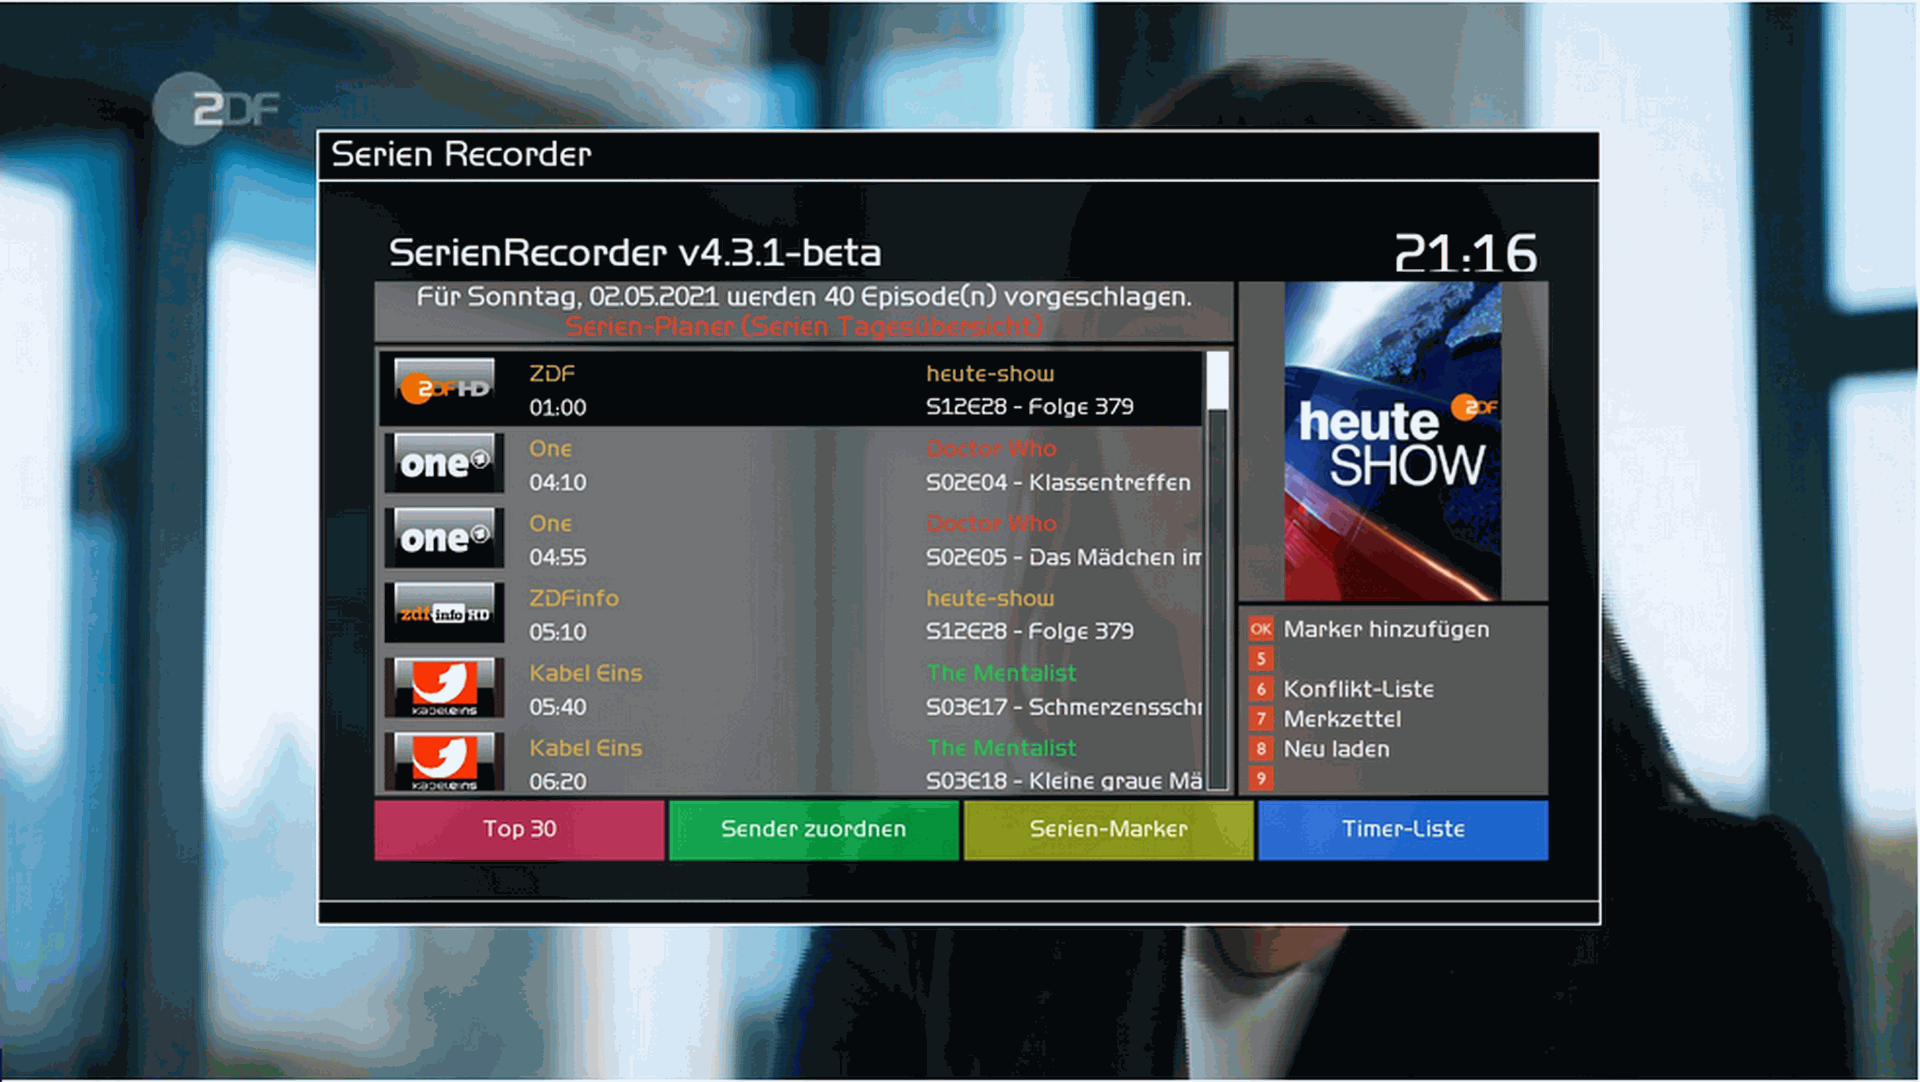 2DF
Serien Recorder
SerienRecorder v4.3.1-beta
21:16
Für Sonntag, 02.05.2021 werden 40 Episode(n) vorgeschlagen.
Serien-Planer (Serien Tagesübersicht)
2DF HD
ZDF
heute-show
01:00
S12E28 - Folge 379
one
One
Doctor Who
04:10
S02E04 - Klassentreffen
one
One
Doctor Who
04:55
S02E05 - Das Mädchen im
zdf info HD
ZDFinfo
heute-show
05:10
S12E28 - Folge 379
kabeleins
Kabel Eins
The Mentalist
05:40
S03E17 - Schmerzenssch
kabeleins
Kabel Eins
The Mentalist
06:20
S03E18 - Kleine graue Mä
heute 2DF
SHOW
OK Marker hinzufügen
5
6 Konflikt-Liste
7 Merkzettel
8 Neu laden
9
Top 30
Sender zuordnen
Serien-Marker
Timer-Liste